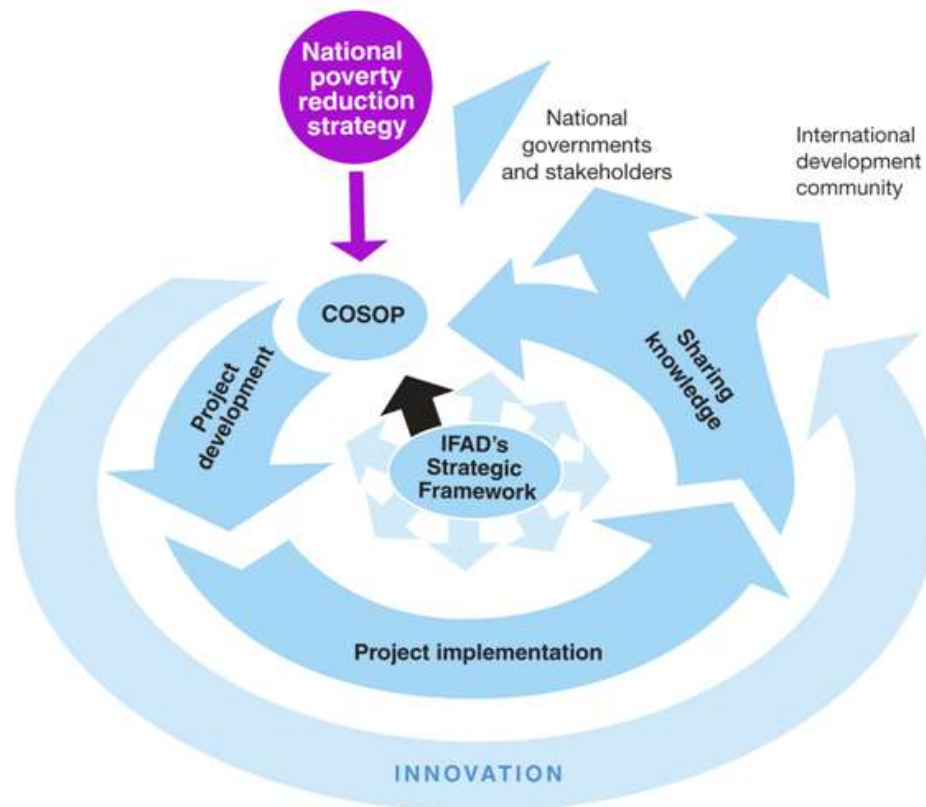 National
poverty
reduction
strategy
National
governments
and stakeholders
International
development
community
COSOP
Project
development
Sharing
knowledge
IFAD's
Strategic
Framework
Project implementation
INNOVATION